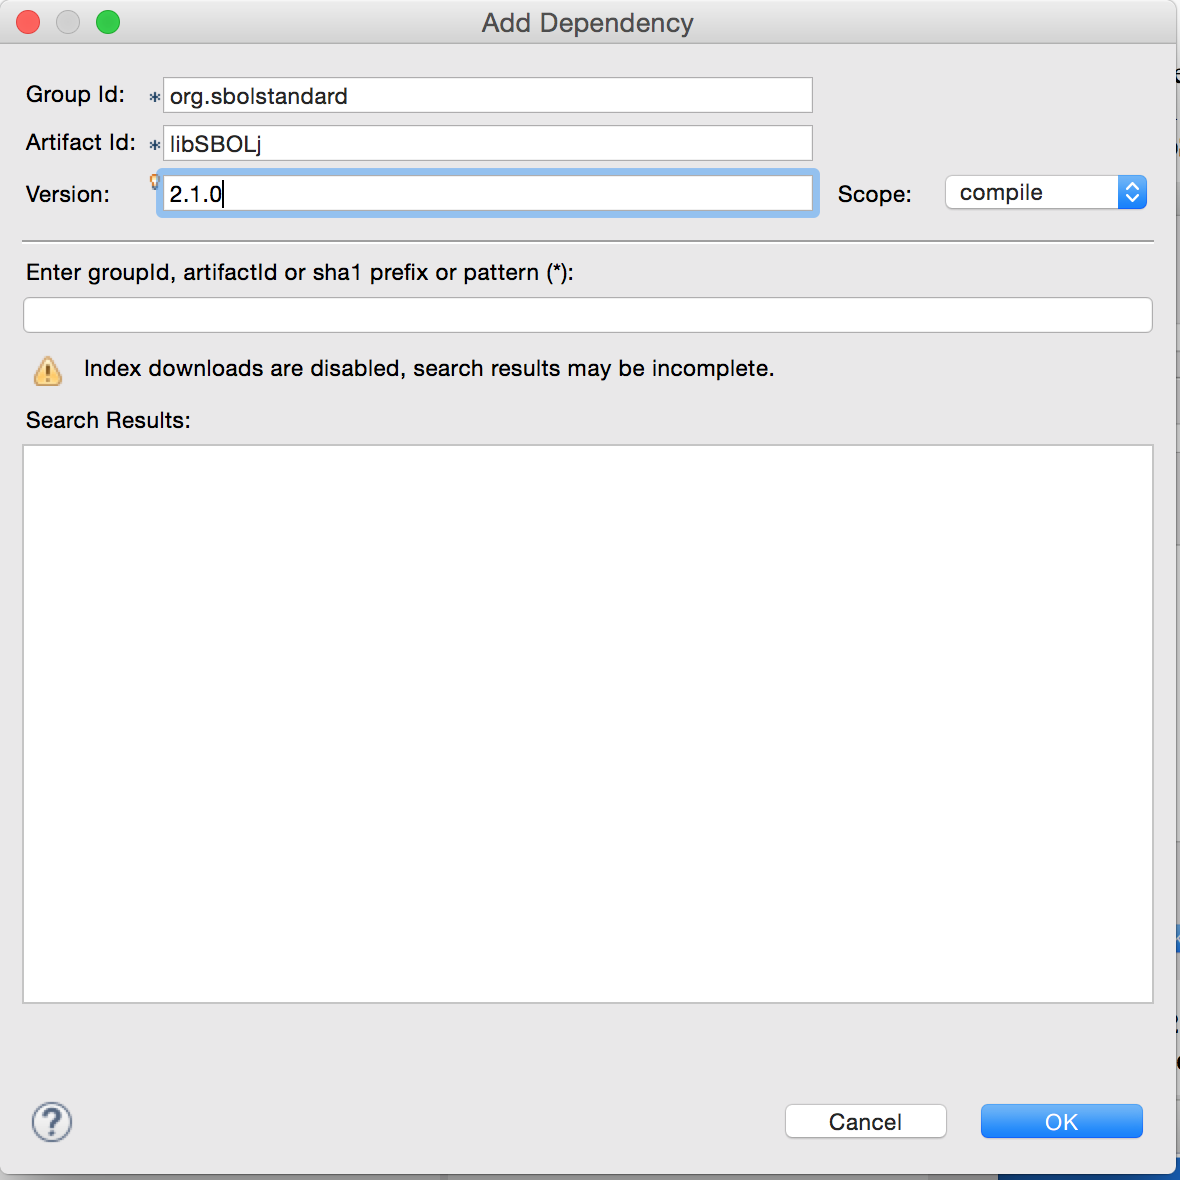 Add Dependency
Group Id: * org.sbolstandard
Artifact Id: * libSBOLj
Version: 2.1.0 Scope: compile
Enter groupId, artifactId or sha1 prefix or pattern (*):
Index downloads are disabled, search results may be incomplete.
Search Results:
? Cancel OK